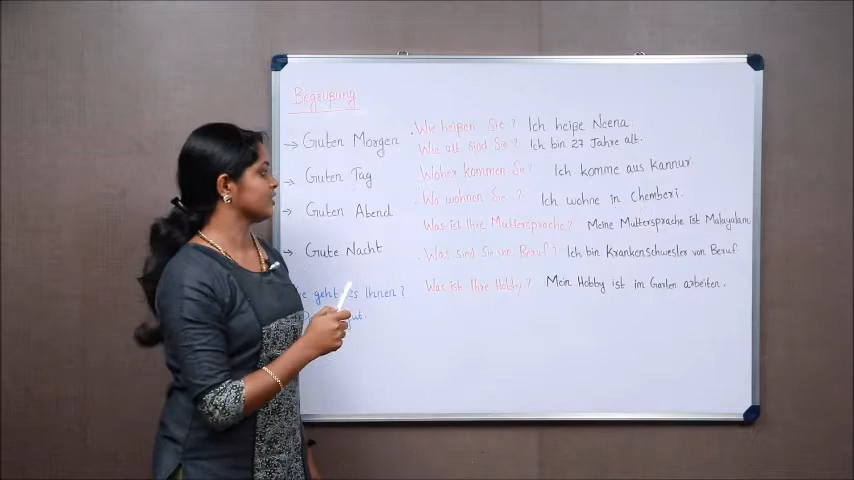 Begrüßung
→ Guten Morgen
→ Guten Tag
→ Guten Abend
→ Gute Nacht
geht es Ihnen?
gut.
Wie heißen Sie? Ich heiße Neena.
Wie alt sind Sie? Ich bin 27 Jahre alt.
Woher kommen Sie? Ich komme aus Kannur.
Wo wohnen Sie? Ich wohne in Chemberi.
Was ist Ihre Muttersprache? Meine Muttersprache ist Malayalam.
Was sind Sie von Beruf? Ich bin Krankenschwester von Beruf
Was ist Ihre Hobby? Mein Hobby ist im Garten arbeiten.